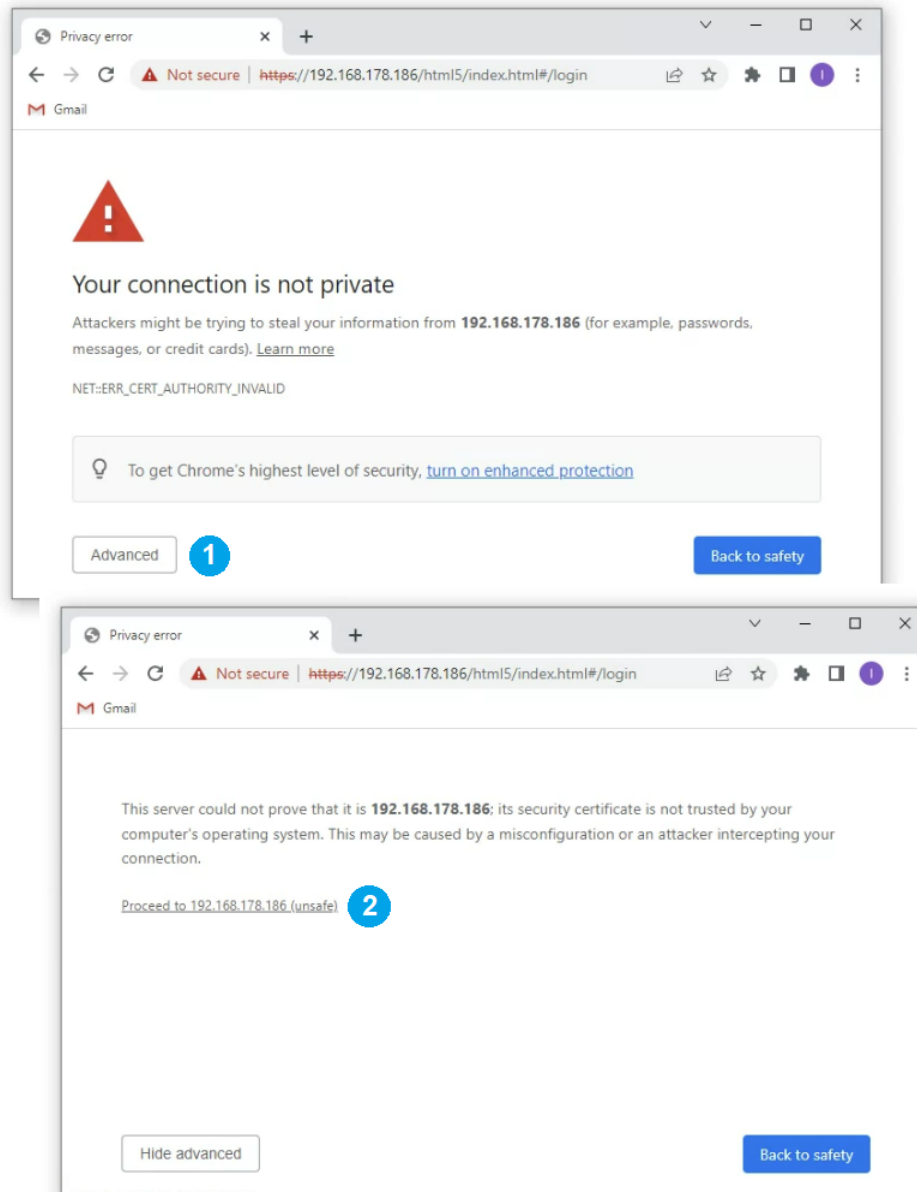 Privacy error
Not secure | https://192.168.178.186/html5/index.html#/login
Gmail
Your connection is not private
Attackers might be trying to steal your information from 192.168.178.186 (for example, passwords,
messages, or credit cards). Learn more
NET::ERR_CERT_AUTHORITY_INVALID
To get Chrome's highest level of security, turn on enhanced protection
Advanced 1 Back to safety
Privacy error
Not secure | https://192.168.178.186/html5/index.html#/login
Gmail
This server could not prove that it is 192.168.178.186; its security certificate is not trusted by your
computer's operating system. This may be caused by a misconfiguration or an attacker intercepting your
connection.
Proceed to 192.168.178.186 (unsafe) 2
Hide advanced Back to safety